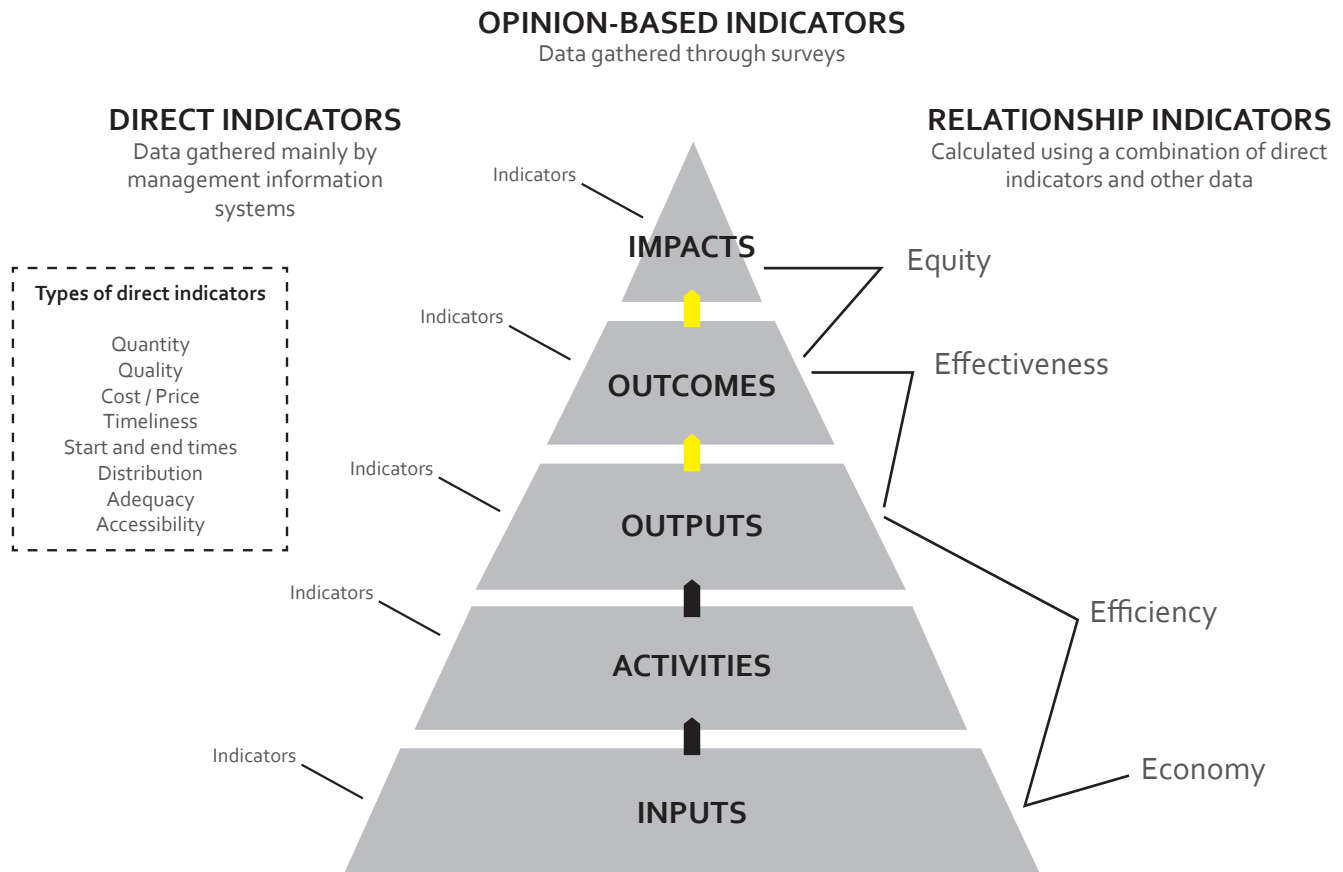 OPINION-BASED INDICATORS
Data gathered through surveys
DIRECT INDICATORS
Data gathered mainly by
management information
systems
RELATIONSHIP INDICATORS
Calculated using a combination of direct
indicators and other data
Types of direct indicators
Quantity
Quality
Cost / Price
Timeliness
Start and end times
Distribution
Adequacy
Accessibility
Indicators
IMPACTS
Equity
Indicators
OUTCOMES
Effectiveness
Indicators
OUTPUTS
Indicators
Efficiency
ACTIVITIES
Indicators
Economy
INPUTS